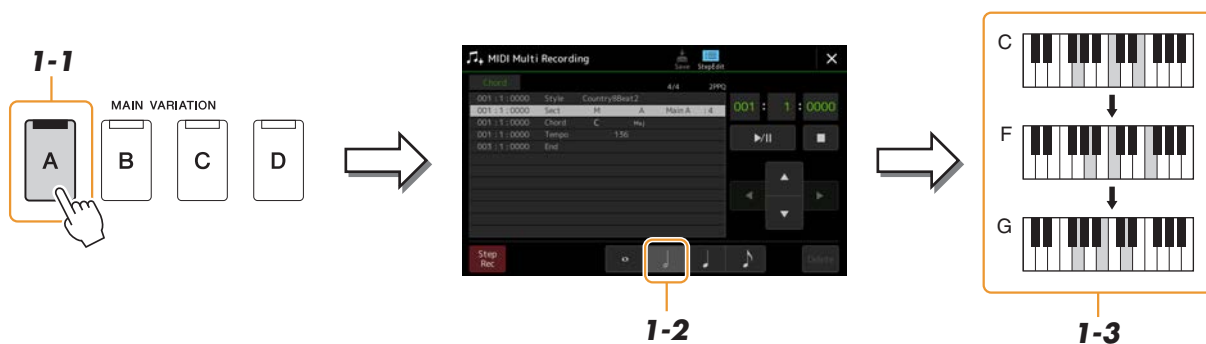 1-1
MAIN VARIATION
A B C D
MIDI Multi Recording
Save StepEdit
Chord 4/4 2PPQ
001 : 1 : 0000 Style Country8Beat2
001 : 1 : 0000 Sect M A Main A : 4
001 : 1 : 0000 Chord C Maj
001 : 1 : 0000 Tempo 136
003 : 1 : 0000 End
001 : 1 : 0000
Step
Rec
Delete
1-2
C
F
G
1-3